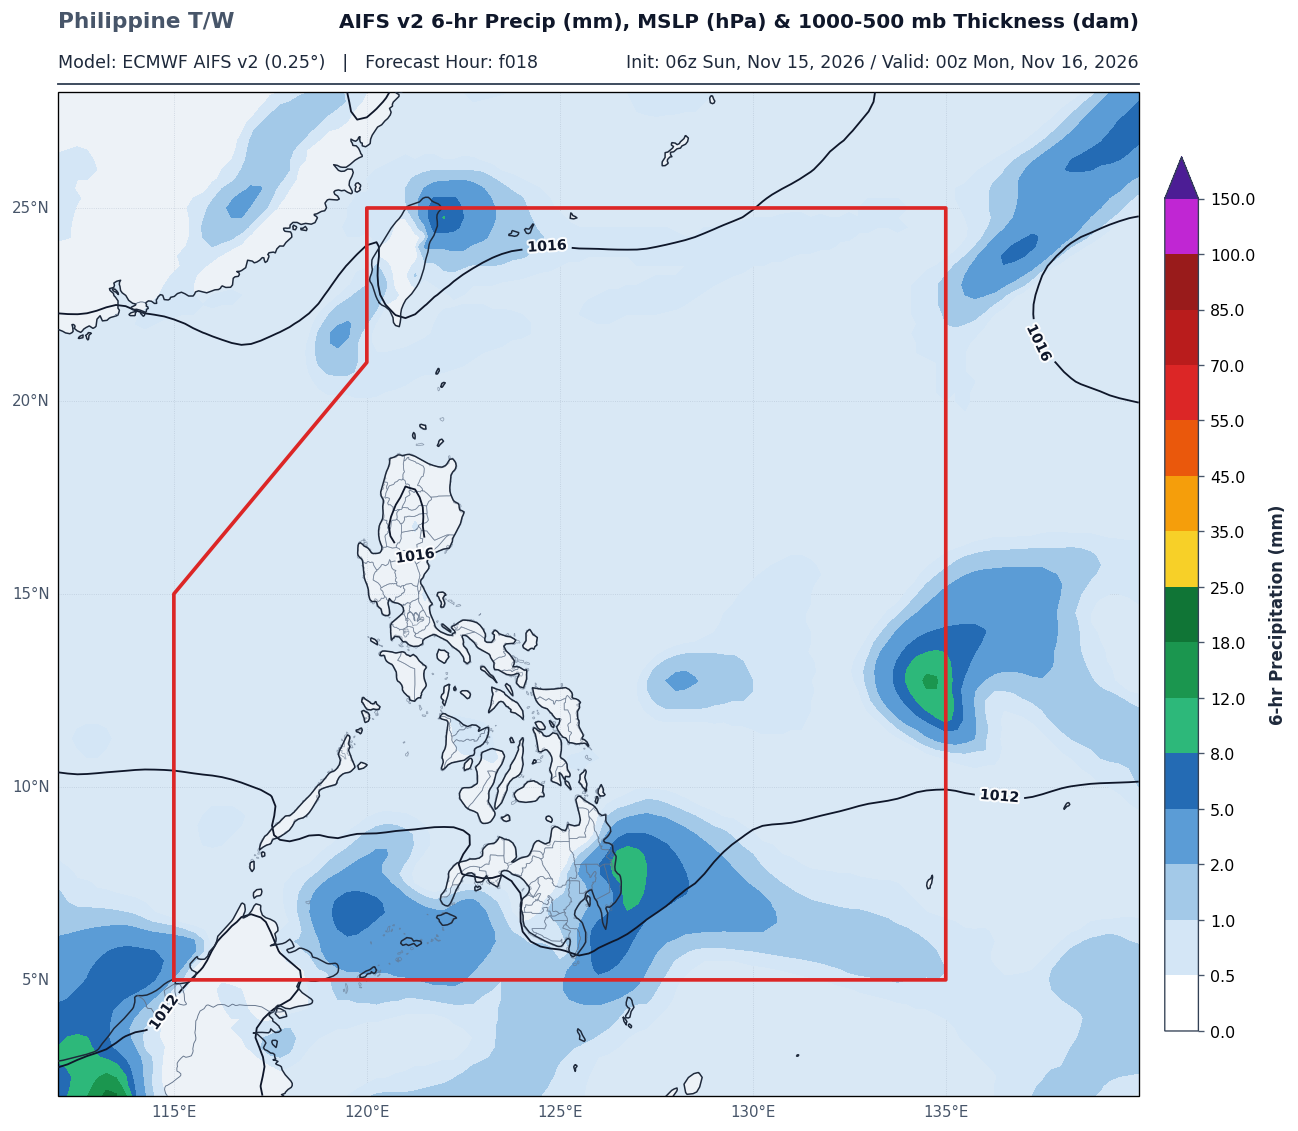 Philippine T/W
AIFS v2 6-hr Precip (mm), MSLP (hPa) & 1000-500 mb Thickness (dam)
Model: ECMWF AIFS v2 (0.25°) | Forecast Hour: f018
Init: 06z Sun, Nov 15, 2026 / Valid: 00z Mon, Nov 16, 2026
25°N
20°N
15°N
10°N
5°N
115°E
120°E
125°E
130°E
135°E
1016
1016
1016
1012
1012
150.0
100.0
85.0
70.0
55.0
45.0
35.0
25.0
18.0
12.0
8.0
5.0
2.0
1.0
0.5
0.0
6-hr Precipitation (mm)